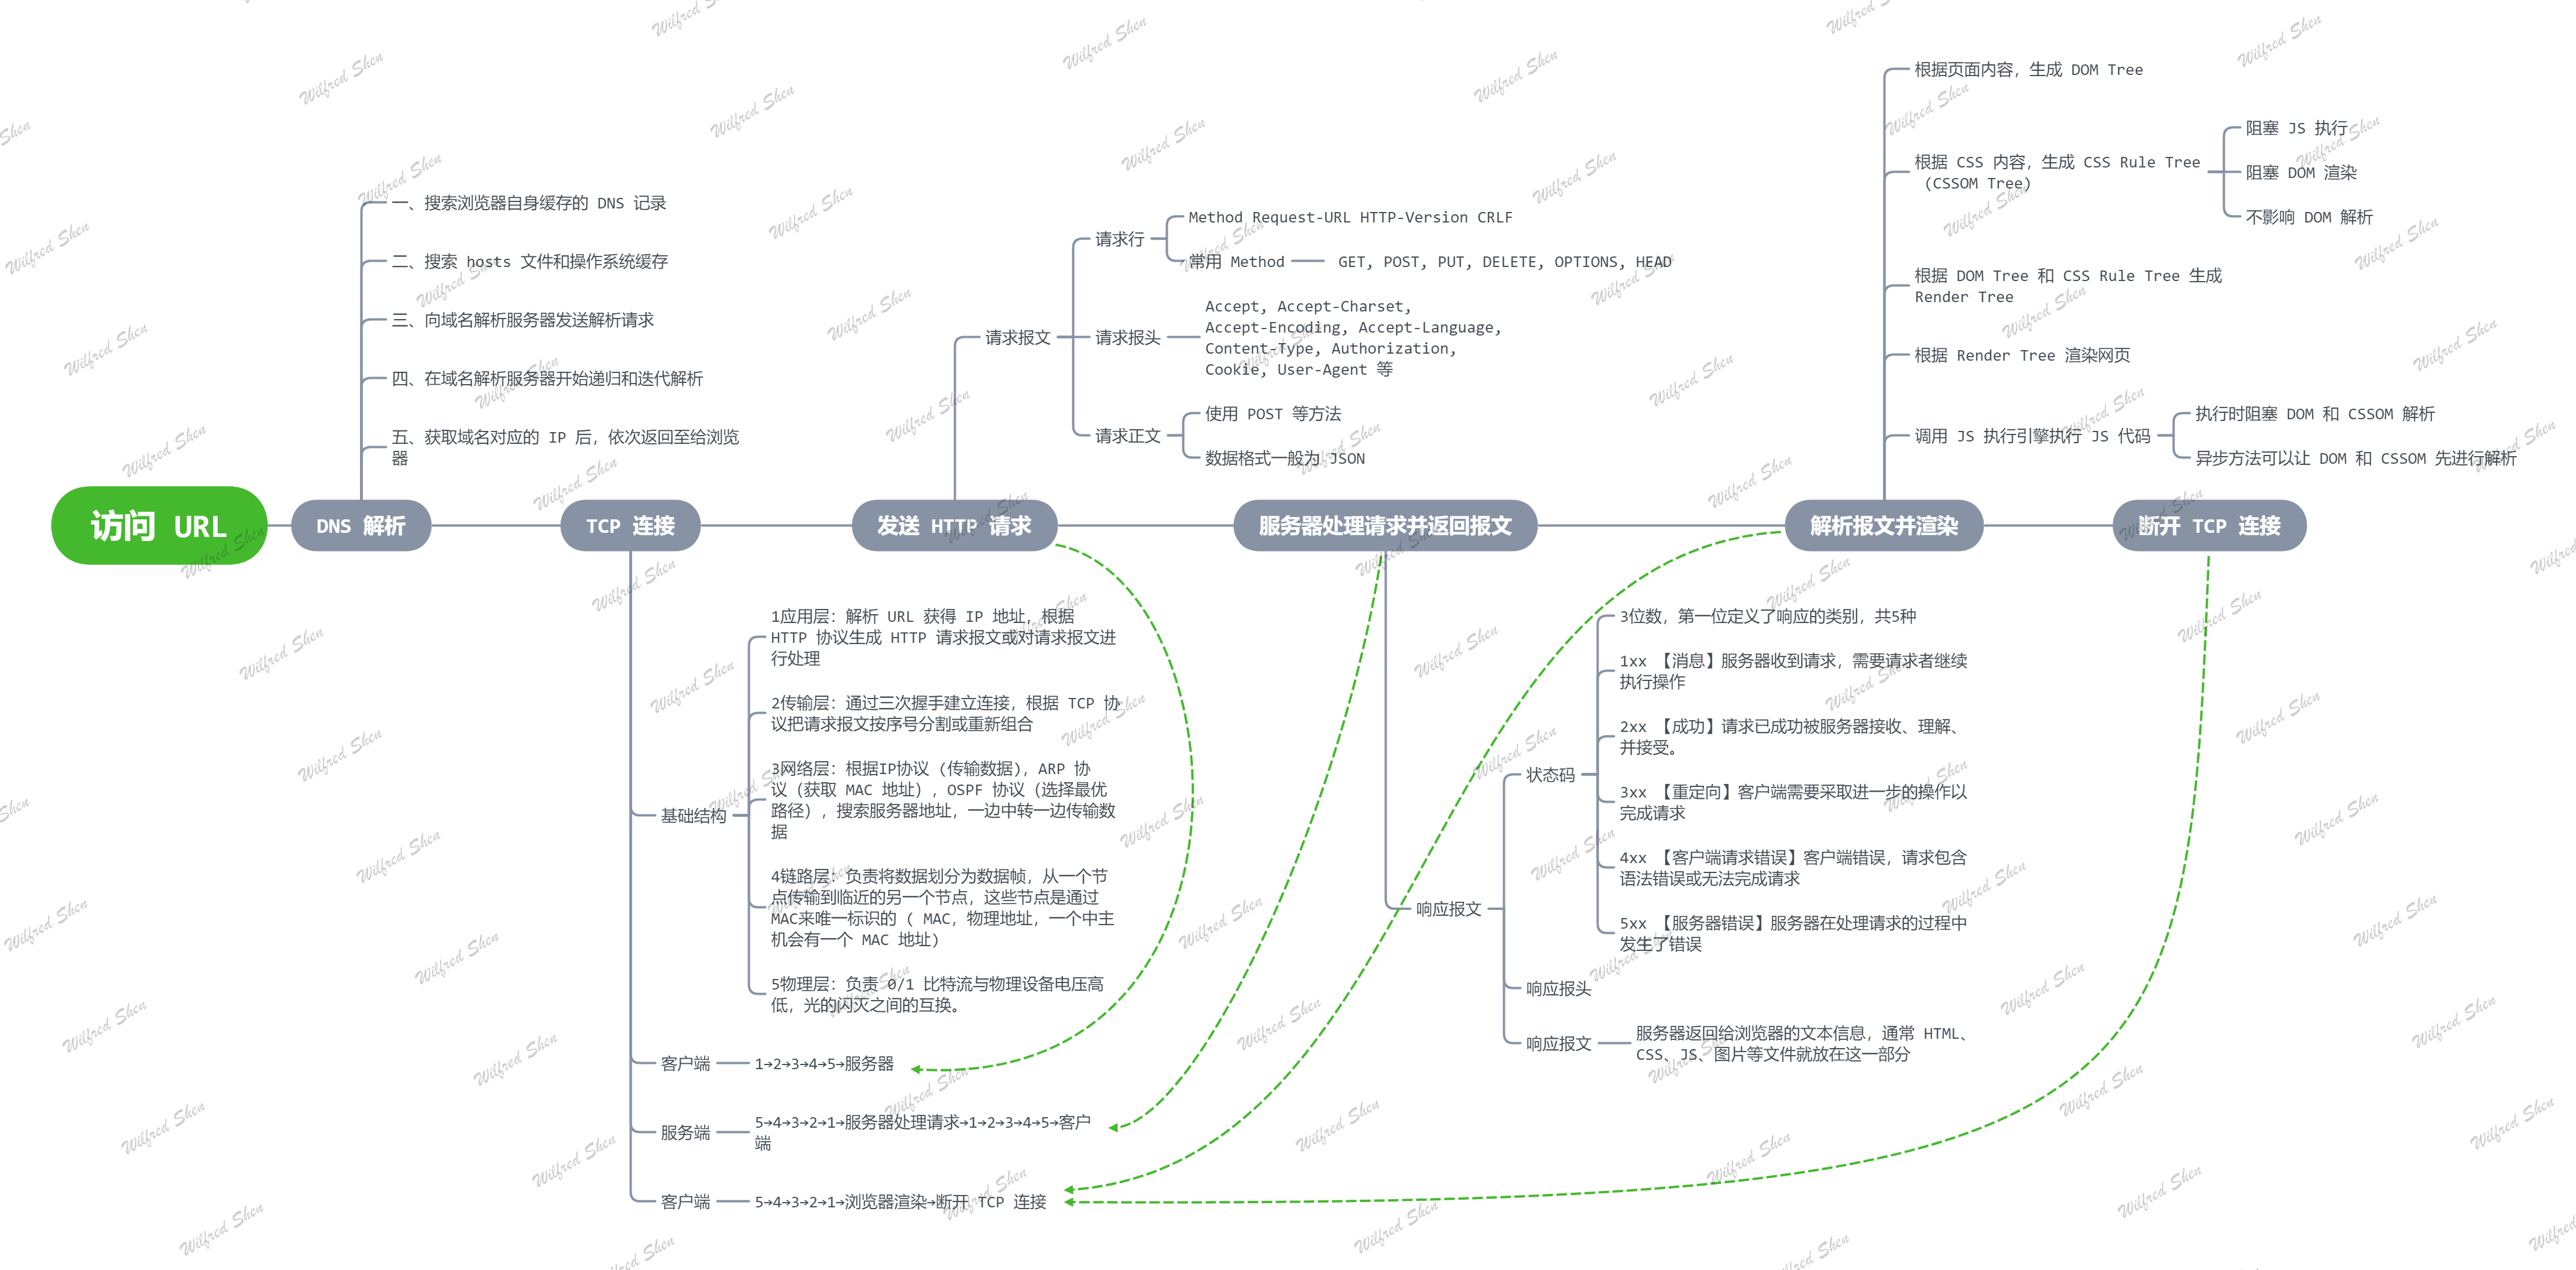 访问 URL
DNS 解析
一、搜索浏览器自身缓存的 DNS 记录
二、搜索 hosts 文件和操作系统缓存
三、向域名解析服务器发送解析请求
四、在域名解析服务器开始递归和迭代解析
五、获取域名对应的 IP 后，依次返回至给浏览
器
TCP 连接
基础结构
1应用层：解析 URL 获得 IP 地址，根据
HTTP 协议生成 HTTP 请求报文或对请求报文进
行处理
2传输层：通过三次握手建立连接，根据 TCP 协
议把请求报文按序号分割或重新组合
3网络层：根据IP协议 (传输数据)，ARP 协
议（获取 MAC 地址），OSPF 协议（选择最优
路径），搜索服务器地址，一边中转一边传输数
据
4链路层：负责将数据划分为数据帧，从一个节
点传输到临近的另一个节点，这些节点是通过
MAC来唯一标识的 ( MAC，物理地址，一个中主
机会有一个 MAC 地址)
5物理层：负责 0/1 比特流与物理设备电压高
低，光的闪灭之间的互换。
客户端
1→2→3→4→5→服务器
服务端
5→4→3→2→1→服务器处理请求→1→2→3→4→5→客户
端
客户端
5→4→3→2→1→浏览器渲染→断开 TCP 连接
发送 HTTP 请求
请求报文
请求行
Method Request-URL HTTP-Version CRLF
常用 Method
GET, POST, PUT, DELETE, OPTIONS, HEAD
请求报头
Accept, Accept-Charset,
Accept-Encoding, Accept-Language,
Content-Type, Authorization,
Cookie, User-Agent 等
请求正文
使用 POST 等方法
数据格式一般为 JSON
服务器处理请求并返回报文
响应报文
状态码
3位数，第一位定义了响应的类别，共5种
1xx 【消息】服务器收到请求，需要请求者继续
执行操作
2xx 【成功】请求已成功被服务器接收、理解、
并接受。
3xx 【重定向】客户端需要采取进一步的操作以
完成请求
4xx 【客户端请求错误】客户端错误，请求包含
语法错误或无法完成请求
5xx 【服务器错误】服务器在处理请求的过程中
发生了错误
响应报头
响应报文
服务器返回给浏览器的文本信息，通常 HTML、
CSS、JS、图片等文件就放在这一部分
解析报文并渲染
根据页面内容，生成 DOM Tree
根据 CSS 内容，生成 CSS Rule Tree
（CSSOM Tree）
阻塞 JS 执行
阻塞 DOM 渲染
不影响 DOM 解析
根据 DOM Tree 和 CSS Rule Tree 生成
Render Tree
根据 Render Tree 渲染网页
调用 JS 执行引擎执行 JS 代码
执行时阻塞 DOM 和 CSSOM 解析
异步方法可以让 DOM 和 CSSOM 先进行解析
断开 TCP 连接
Wilfred Shen